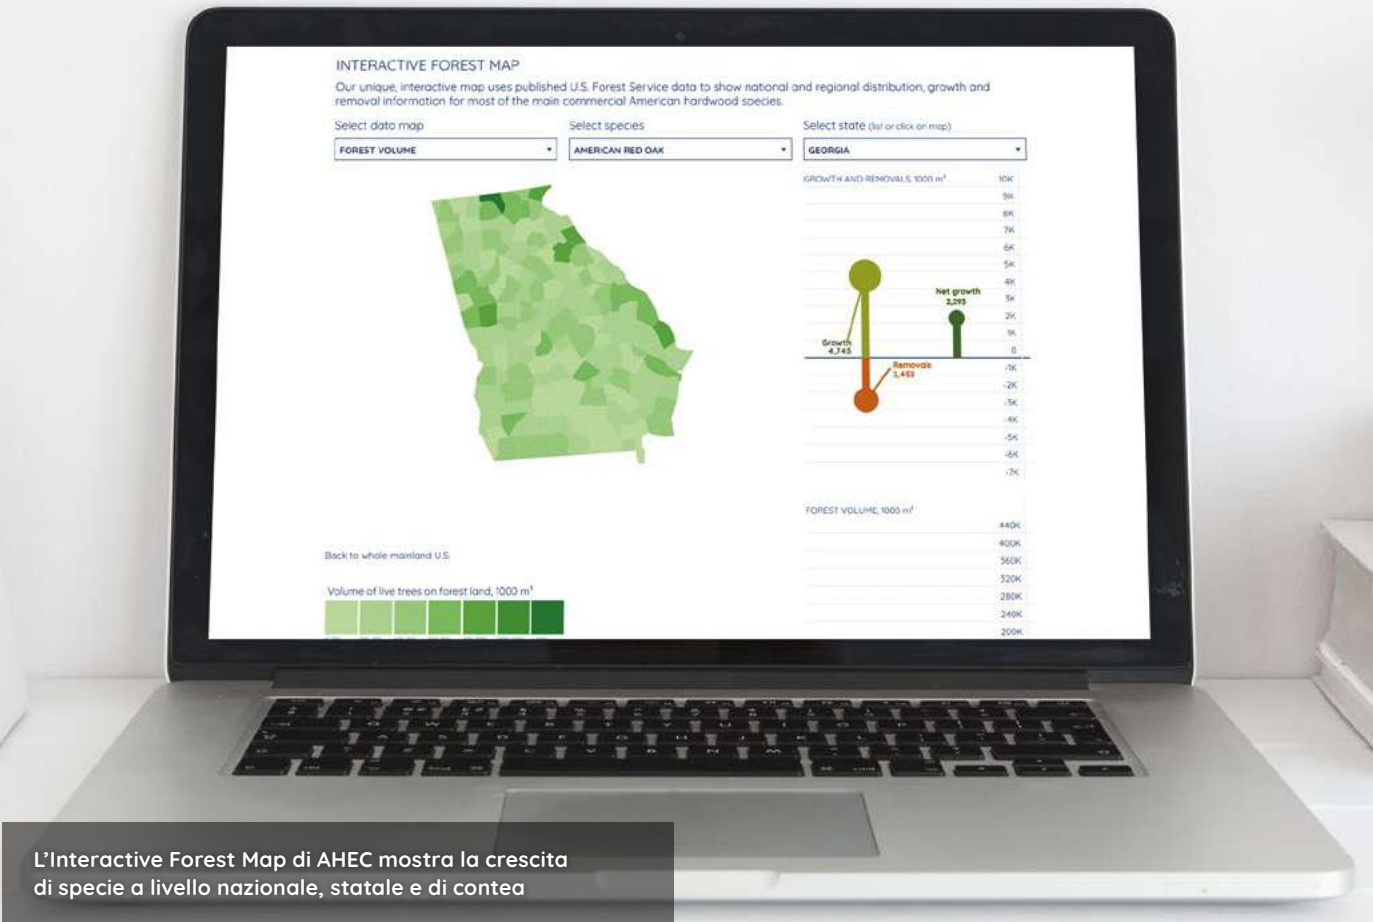 INTERACTIVE FOREST MAP
Our unique, interactive map uses published U.S. Forest Service data to show national and regional distribution, growth and
removal information for most of the main commercial American hardwood species.
Select data map
FOREST VOLUME
Select species
AMERICAN RED OAK
Select state (list or click on map)
GEORGIA
GROWTH AND REMOVALS, 1000 m³
10K
9K
8K
7K
6K
5K
4K
3K
2K
1K
0
-1K
-2K
-3K
-4K
-5K
-6K
-7K
Net growth
2,293
Growth
4,745
Removals
FOREST VOLUME, 1000 m³
440K
400K
360K
320K
280K
240K
200K
Back to whole mainland U.S.
Volume of live trees on forest land, 1000 m³
L’Interactive Forest Map di AHEC mostra la crescita
di specie a livello nazionale, statale e di contea